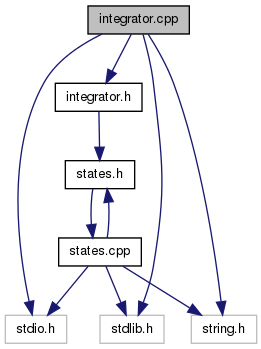 integrator.cpp
integrator.h
states.h
states.cpp
stdio.h
stdlib.h
string.h